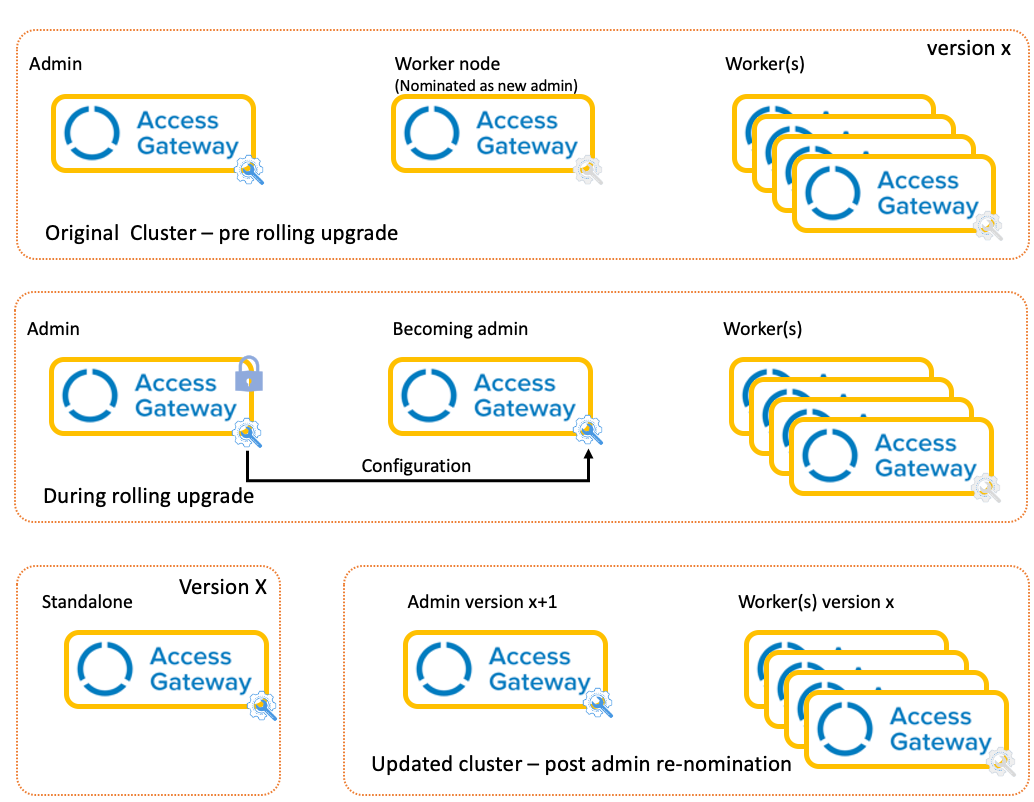 version x
Admin
Worker node
(Nominated as new admin)
Worker(s)
Access
Gateway
Access
Gateway
Access
Gateway
Original Cluster – pre rolling upgrade
Admin
Becoming admin
Worker(s)
Access
Gateway
Access
Gateway
Access
Gateway
Configuration
During rolling upgrade
Version X
Standalone
Access
Gateway
Admin version x+1
Worker(s) version x
Access
Gateway
Access
Gateway
Updated cluster – post admin re-nomination